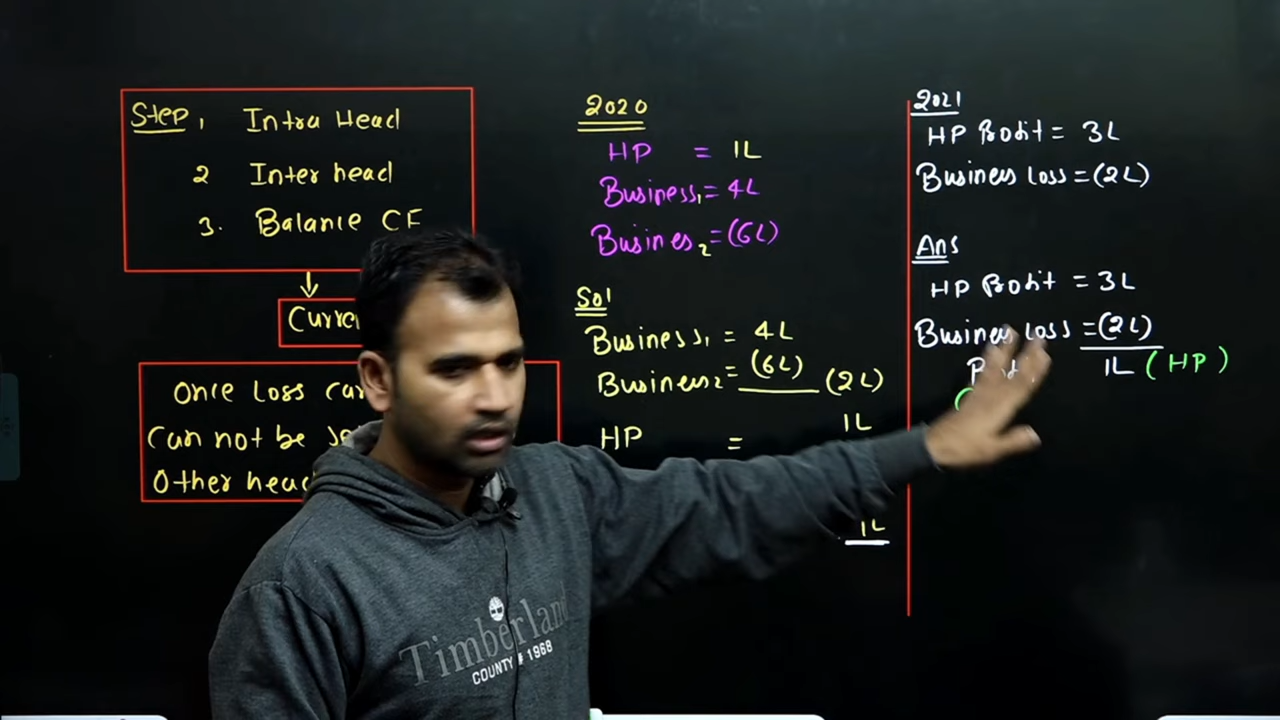 Step 1 Intra Head
2 Inter head
3. Balance CF
Once Loss
Can not be
Other head
2020
HP = 1L
Business1 = 4L
Busines2 = (6L)
Sol
Business1 = 4L
Business2 = (6L) (2L)
HP = 1L
1L
2021
HP Profit = 3L
Business Loss = (2L)
Ans
HP Profit = 3L
Business Loss = (2L)
1L (HP)
Timberland
COUNTY OF 1968